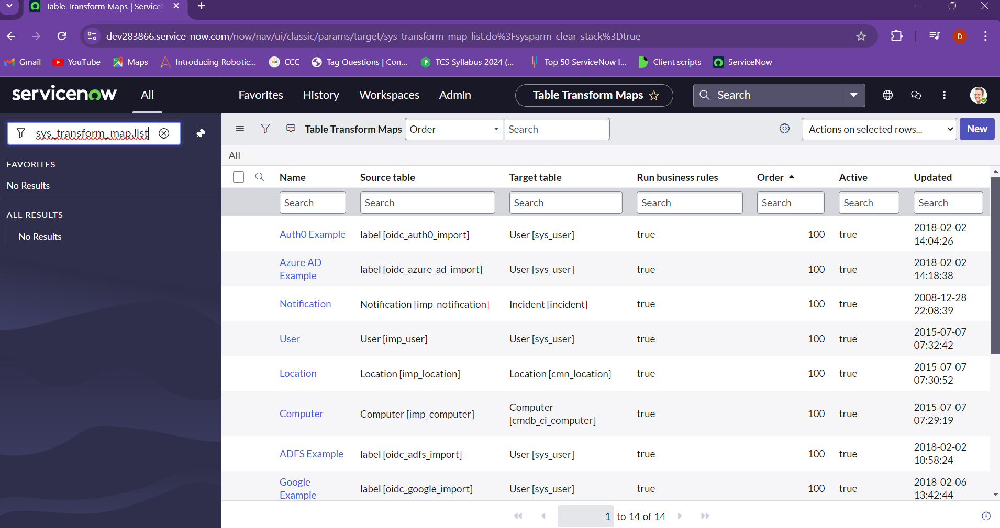 Table Transform Maps | Service
dev283866.service-now.com/now/nav/ui/classic/params/target/sys_transform_map_list.do%3Fsysparm_clear_stack%3Dtrue
D
Gmail YouTube Maps Introducing Robotic... CCC Tag Questions | Con... TCS Syllabus 2024 (... Top 50 ServiceNow I... Client scripts ServiceNow
servicenow All Favorites History Workspaces Admin Table Transform Maps Search
sys_transform_map.list
FAVORITES
No Results
ALL RESULTS
No Results
Table Transform Maps Order Search Actions on selected rows... New
All
Name Source table Target table Run business rules Order Active Updated
Search Search Search Search Search Search Search
Auth0 Example label [oidc_auth0_import] User [sys_user] true 100 true 2018-02-02 14:04:26
Azure AD Example label [oidc_azure_ad_import] User [sys_user] true 100 true 2018-02-02 14:18:38
Notification Notification [imp_notification] Incident [incident] true 100 true 2008-12-28 22:08:39
User User [imp_user] User [sys_user] true 100 true 2015-07-07 07:32:42
Location Location [imp_location] Location [cmn_location] true 100 true 2015-07-07 07:30:52
Computer Computer [imp_computer] Computer [cmdb_ci_computer] true 100 true 2015-07-07 07:29:19
ADFS Example label [oidc_adfs_import] User [sys_user] true 100 true 2018-02-02 10:58:24
Google Example label [oidc_google_import] User [sys_user] true 100 true 2018-02-06 13:42:44
1 to 14 of 14